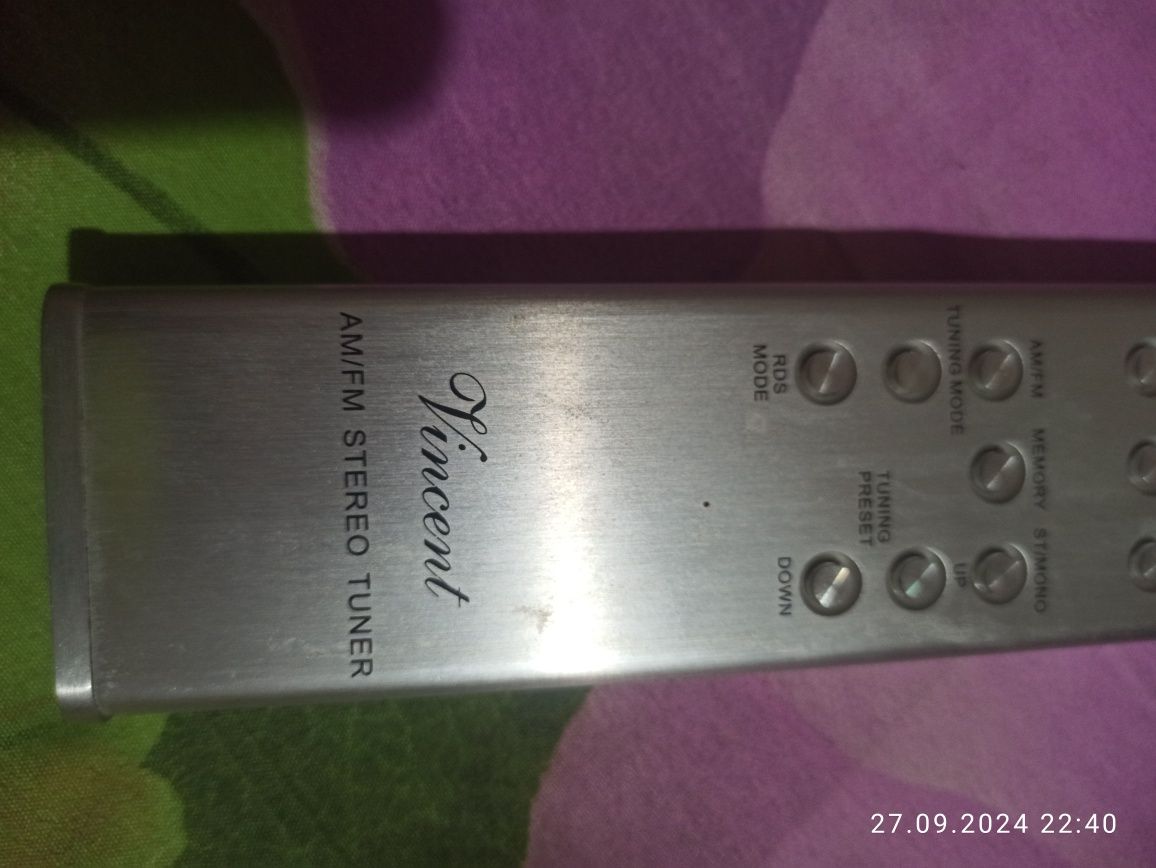 AM/FM MEMORY ST/MONO
TUNING MODE
UP
TUNING
PRESET
RDS
MODE
DOWN
Vincent
AM/FM STEREO TUNER
27.09.2024 22:40